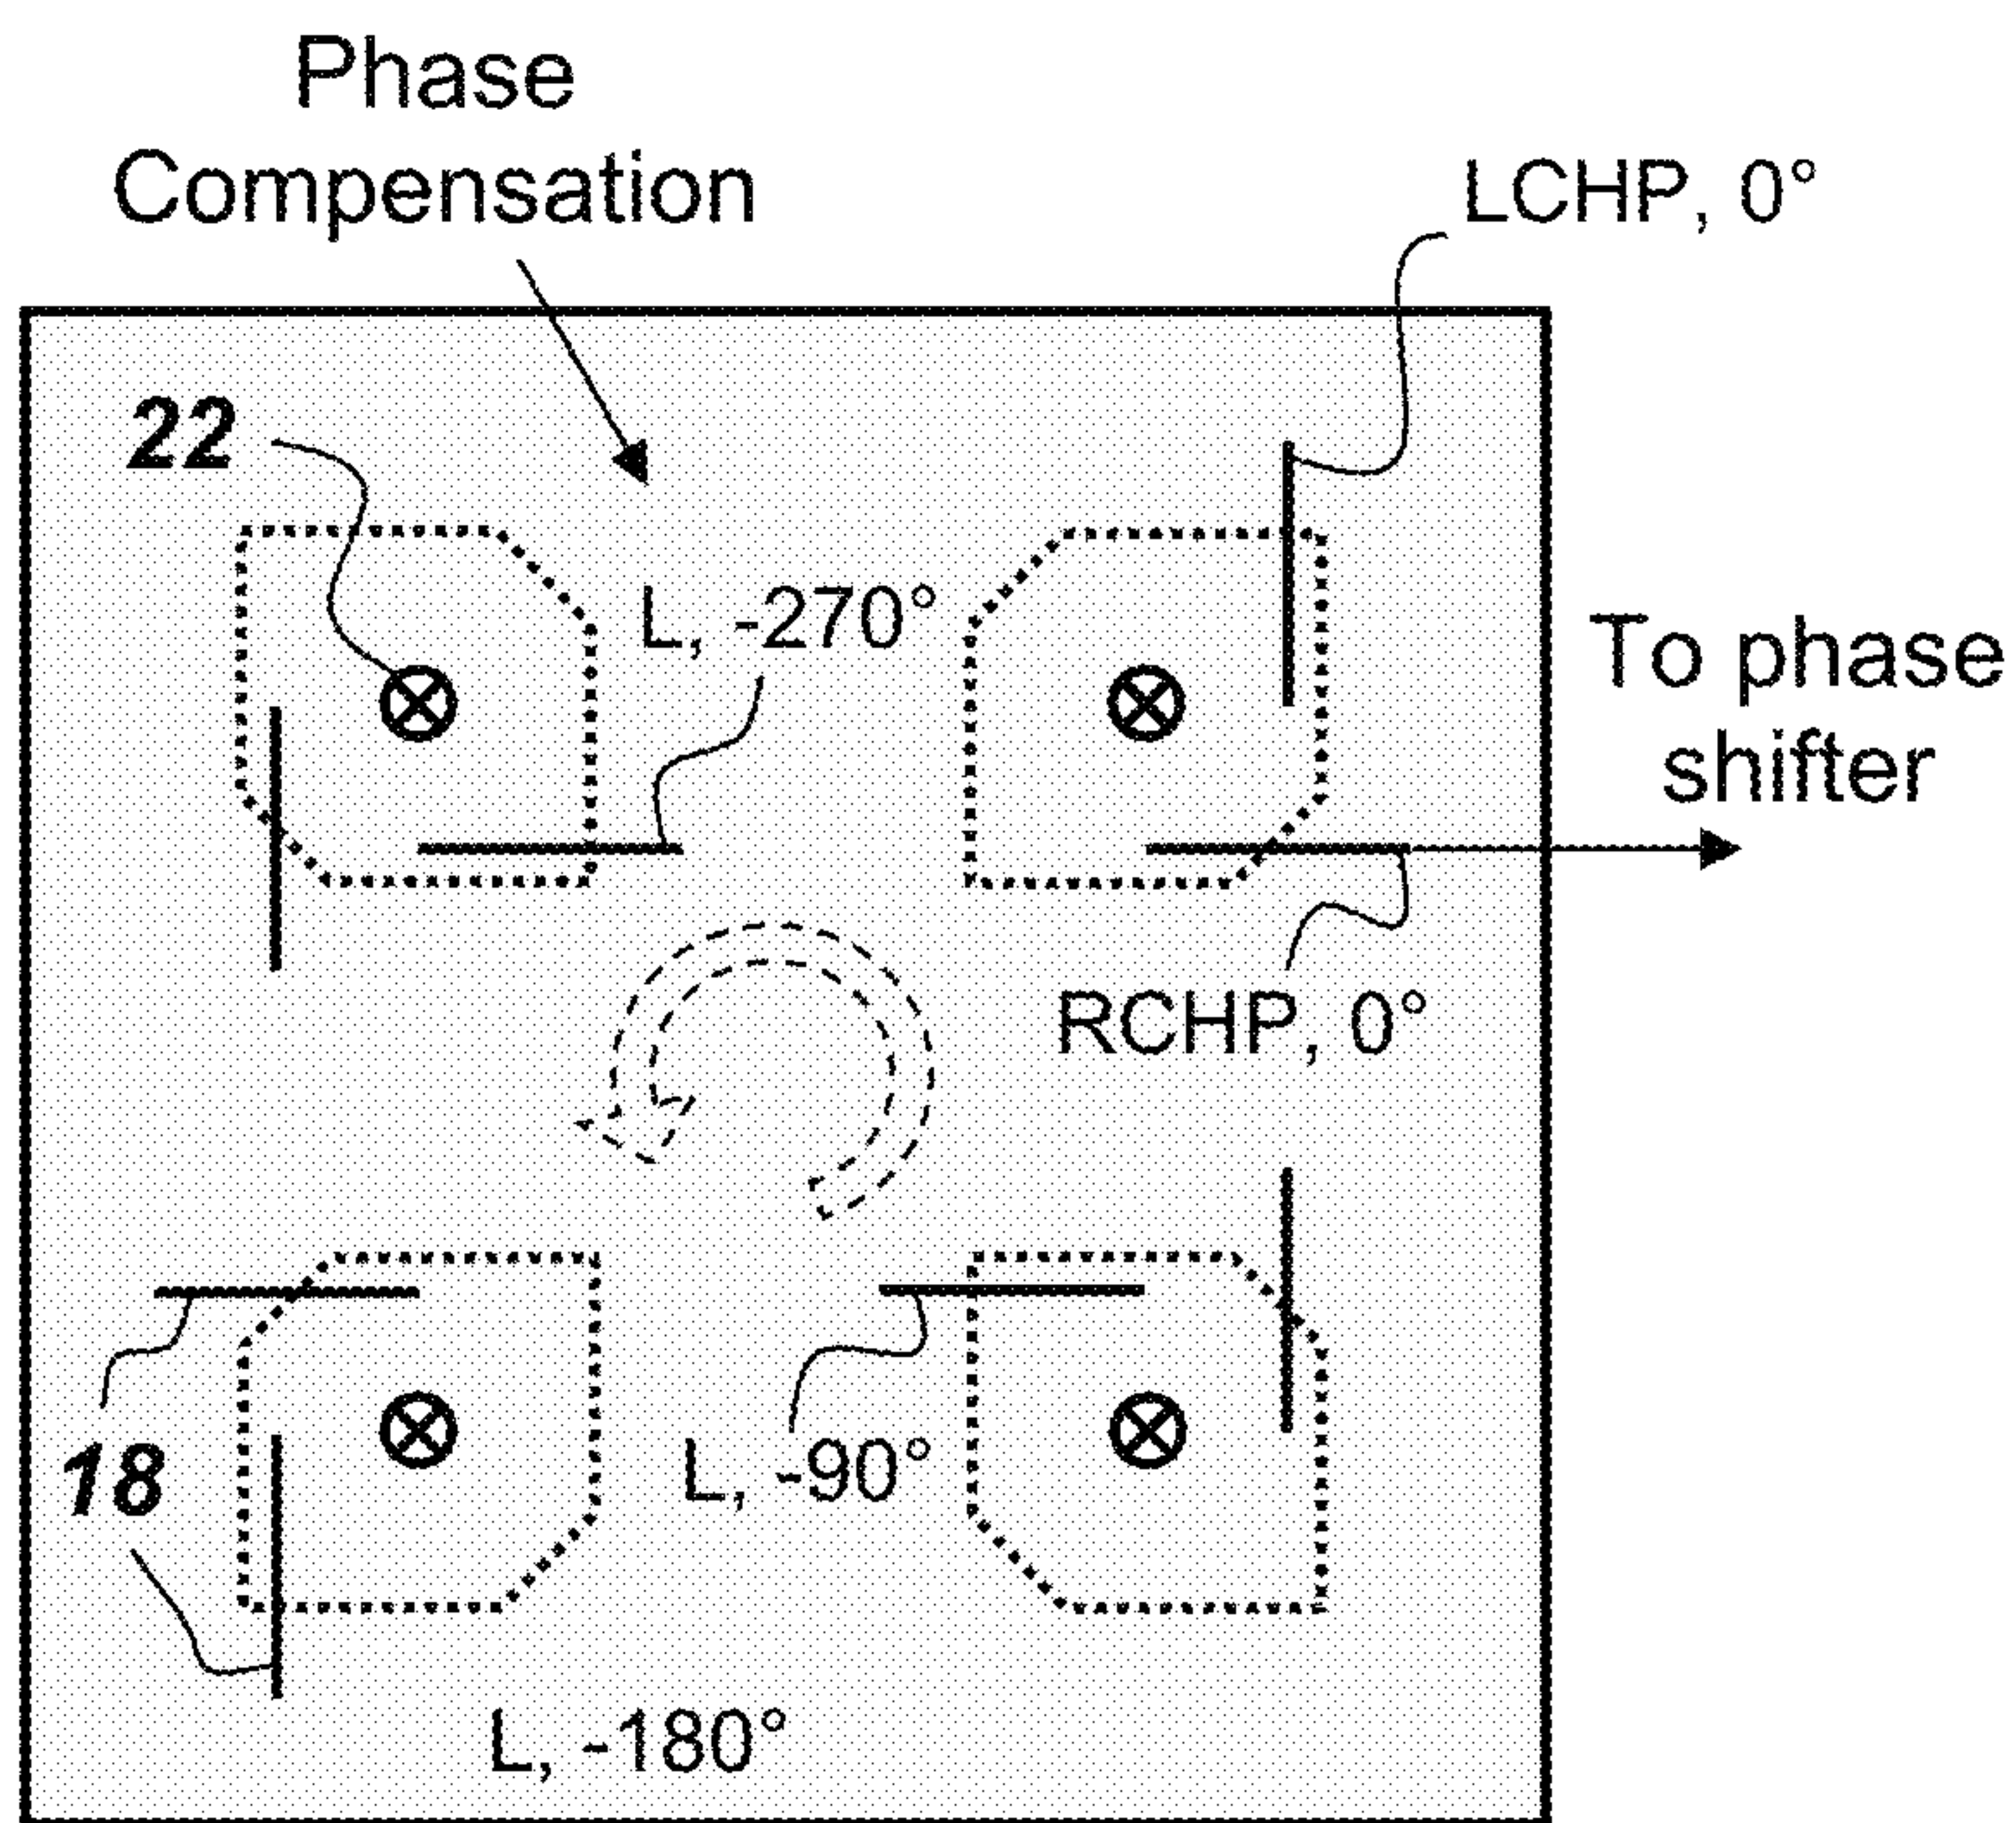 Phase
Compensation
LCHP, 0°
22
L, -270°
To phase
shifter
RCHP, 0°
18
L, -90°
L, -180°